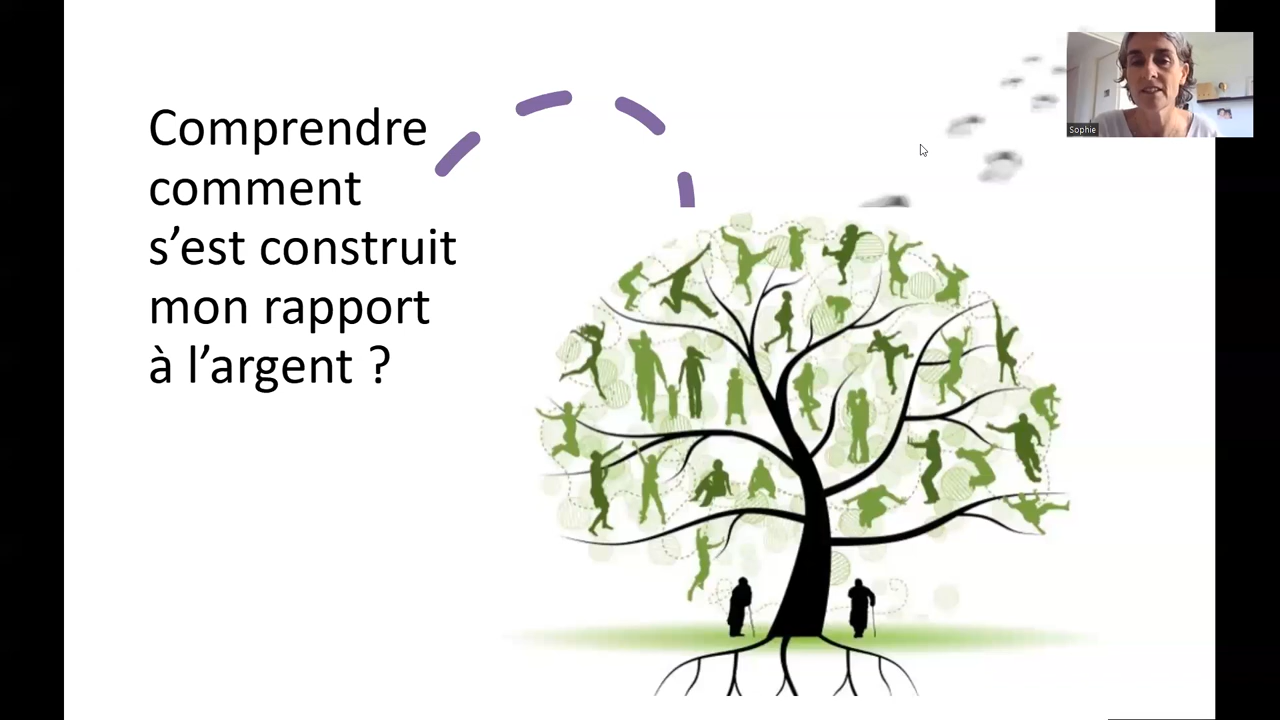 Comprendre
comment
s’est construit
mon rapport
à l’argent ?
Sophie